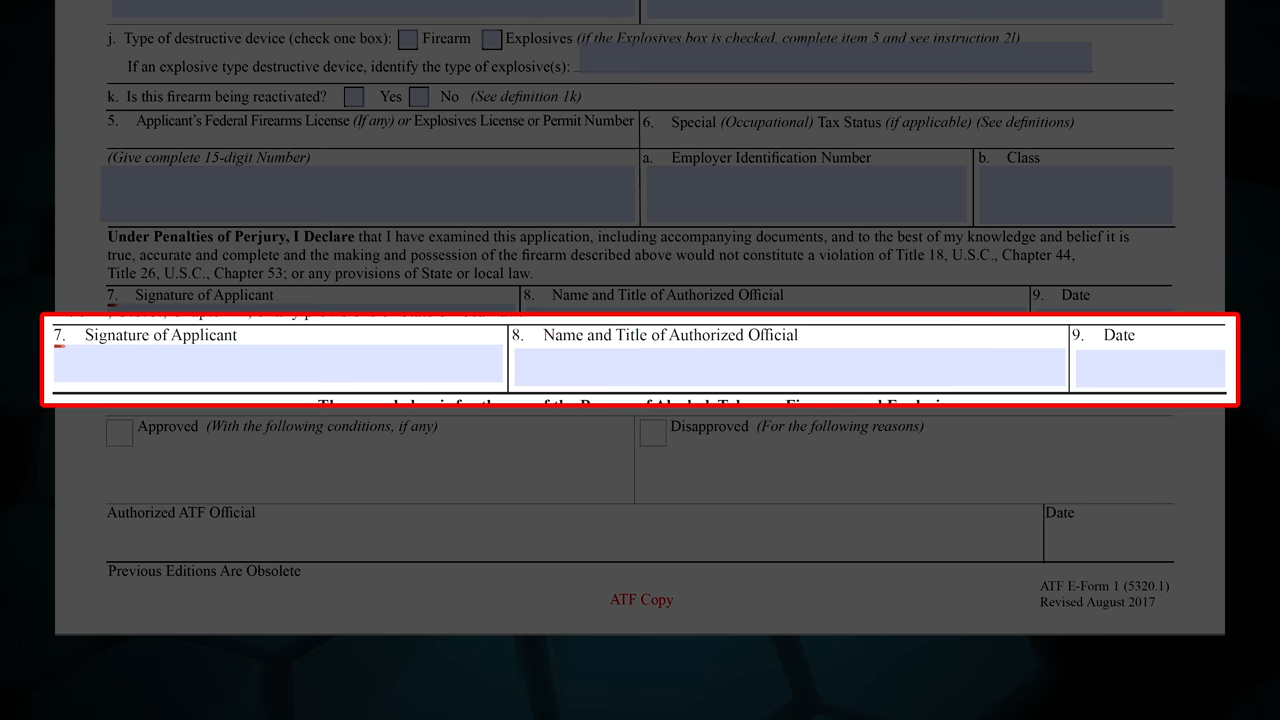 j. Type of destructive device (check one box): Firearm Explosives (if the Explosives box is checked, complete item 5 and see instruction 2l)
If an explosive type destructive device, identify the type of explosive(s):
k. Is this firearm being reactivated? Yes No (See definition 1k)
5. Applicant's Federal Firearms License (If any) or Explosives License or Permit Number
(Give complete 15-digit Number)
6. Special (Occupational) Tax Status (if applicable) (See definitions)
a. Employer Identification Number
b. Class
Under Penalties of Perjury, I Declare that I have examined this application, including accompanying documents, and to the best of my knowledge and belief it is
true, accurate and complete and the making and possession of the firearm described above would not constitute a violation of Title 18, U.S.C., Chapter 44,
Title 26, U.S.C., Chapter 53; or any provisions of State or local law.
7. Signature of Applicant
8. Name and Title of Authorized Official
9. Date
7. Signature of Applicant
8. Name and Title of Authorized Official
9. Date
Approved (With the following conditions, if any)
Disapproved (For the following reasons)
Authorized ATF Official
Date
Previous Editions Are Obsolete
ATF Copy
ATF E-Form 1 (5320.1)
Revised August 2017